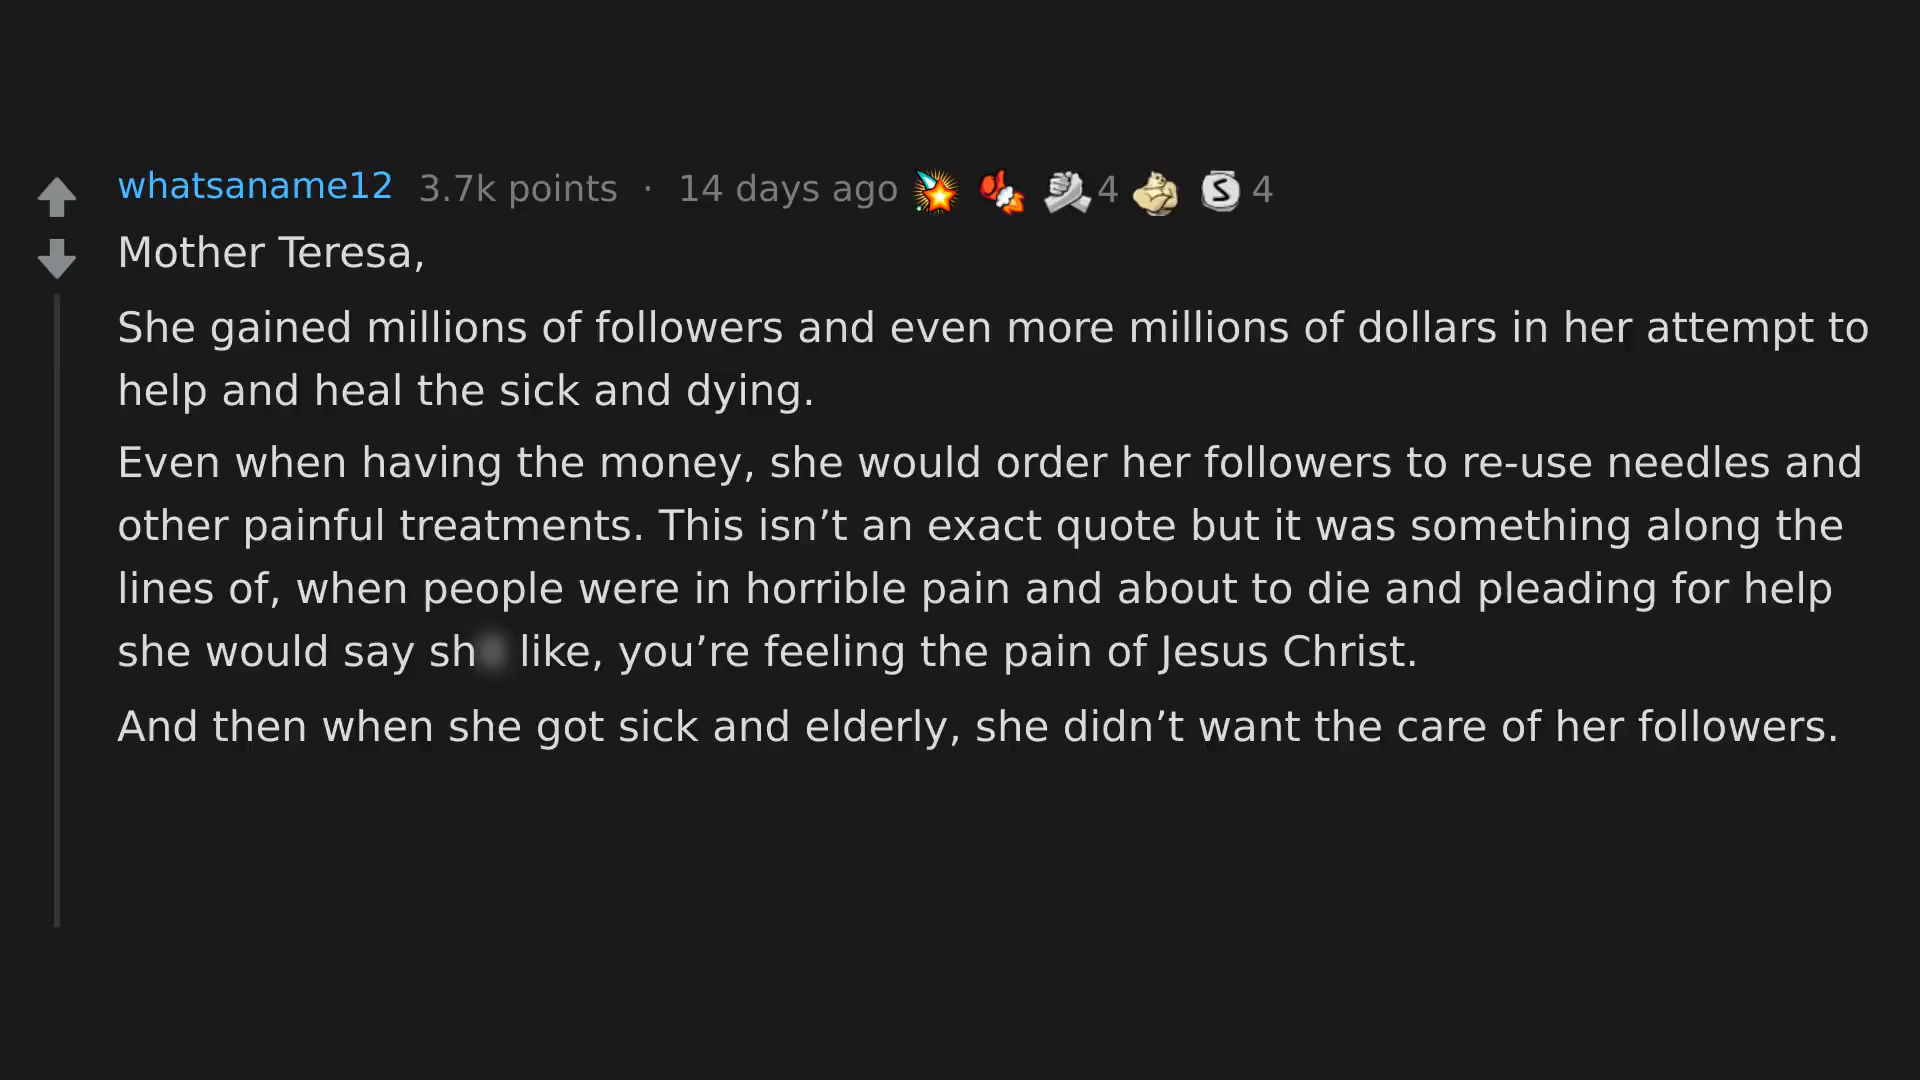 whatsaname12 3.7k points · 14 days ago 4 4
Mother Teresa,
She gained millions of followers and even more millions of dollars in her attempt to
help and heal the sick and dying.
Even when having the money, she would order her followers to re-use needles and
other painful treatments. This isn’t an exact quote but it was something along the
lines of, when people were in horrible pain and about to die and pleading for help
she would say sh like, you’re feeling the pain of Jesus Christ.
And then when she got sick and elderly, she didn’t want the care of her followers.